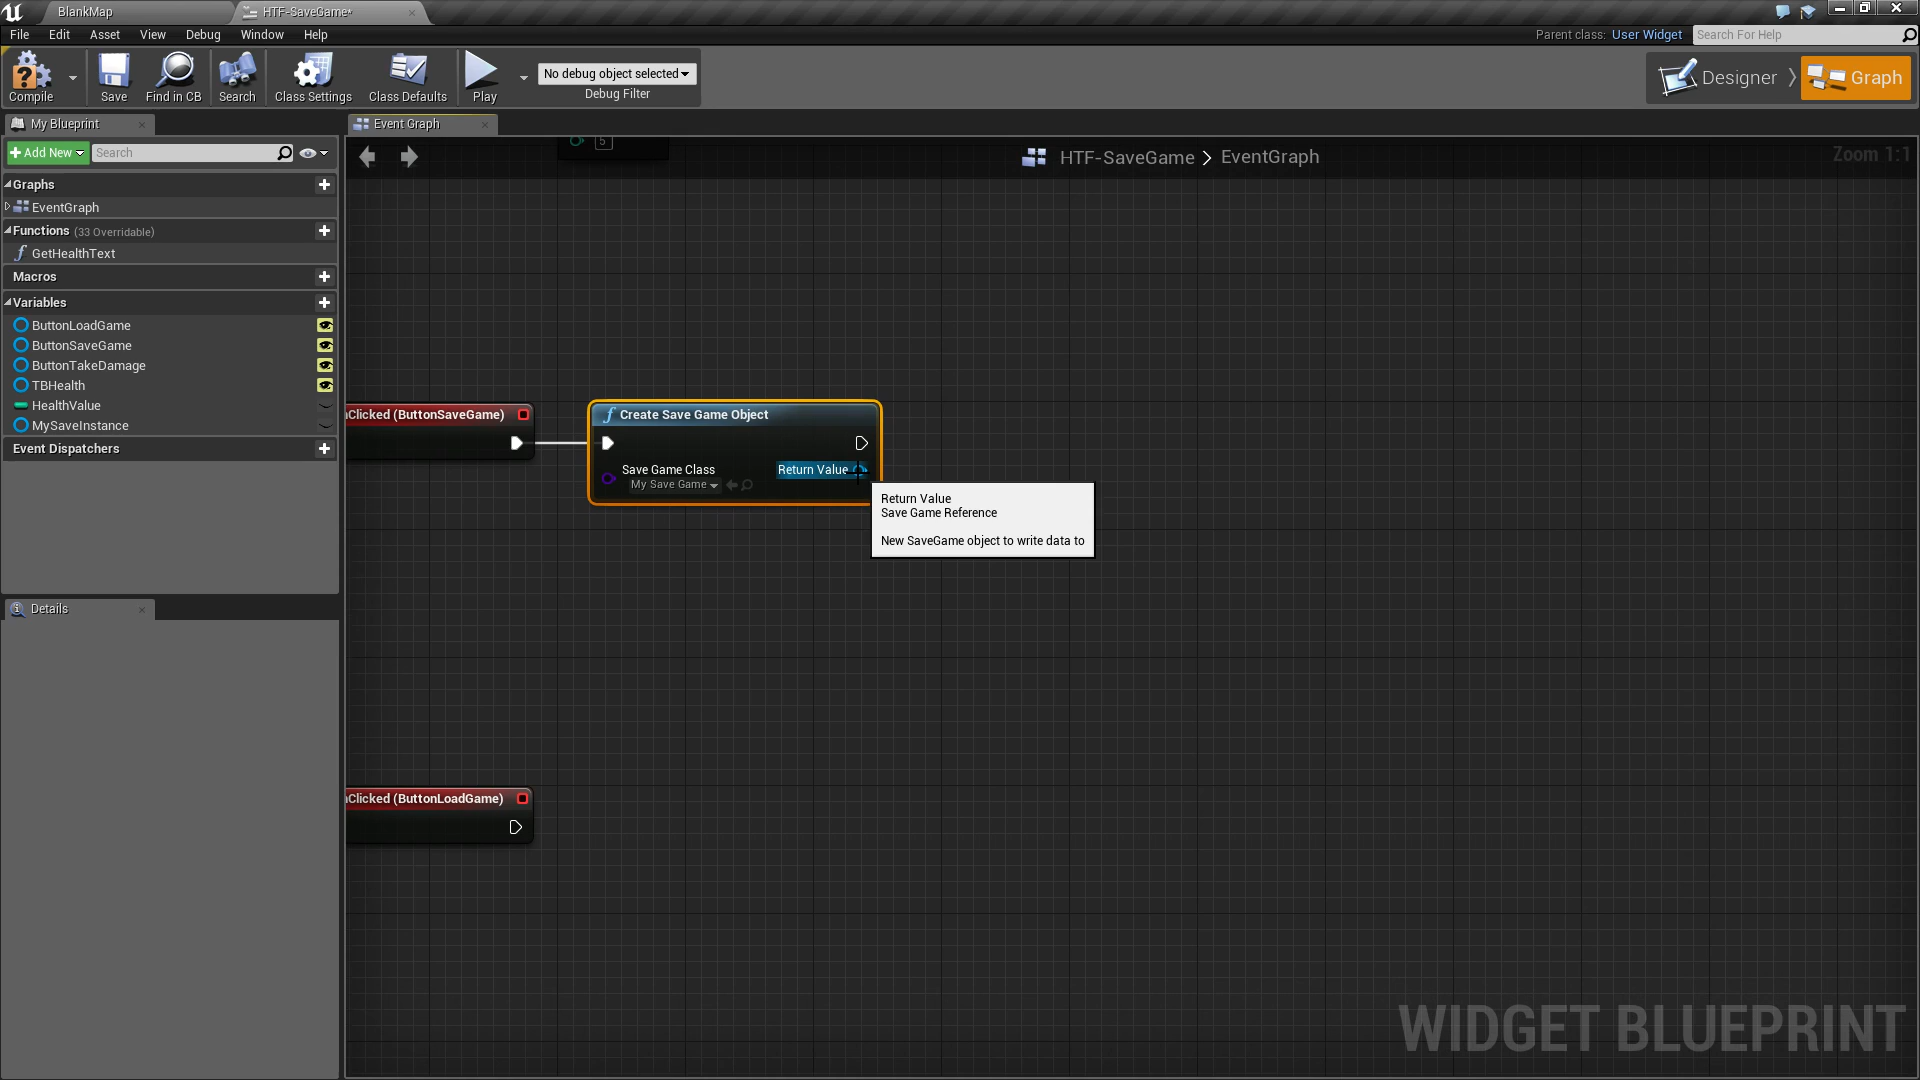 BlankMap
HTF-SaveGame*
File Edit Asset View Debug Window Help
Parent class: User Widget
Search For Help
Compile
Save
Find in CB
Search
Class Settings
Class Defaults
Play
No debug object selected
Debug Filter
Designer
Graph
My Blueprint
Event Graph
Add New
Search
HTF-SaveGame > EventGraph
Zoom 1:1
5
Graphs
EventGraph
Functions (33 Overridable)
GetHealthText
Macros
Variables
ButtonLoadGame
ButtonSaveGame
ButtonTakeDamage
TBHealth
HealthValue
MySaveInstance
Event Dispatchers
Details
Clicked (ButtonSaveGame)
Create Save Game Object
Save Game Class
My Save Game
Return Value
Return Value
Save Game Reference
New SaveGame object to write data to
Clicked (ButtonLoadGame)
WIDGET BLUEPRINT